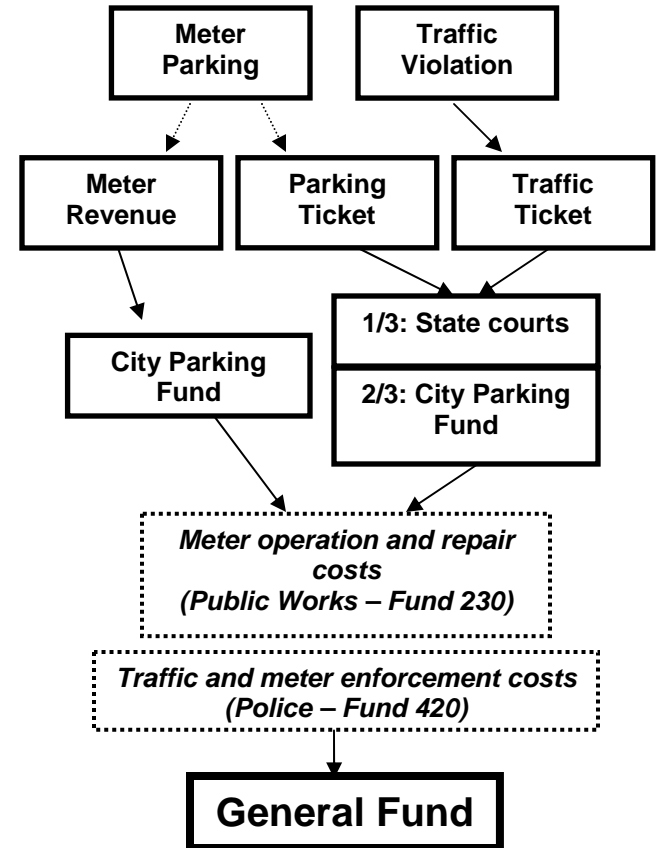 Meter
Parking
Traffic
Violation
Meter
Revenue
Parking
Ticket
Traffic
Ticket
1/3: State courts
City Parking
Fund
2/3: City Parking
Fund
Meter operation and repair
costs
(Public Works – Fund 230)
Traffic and meter enforcement costs
(Police – Fund 420)
General Fund